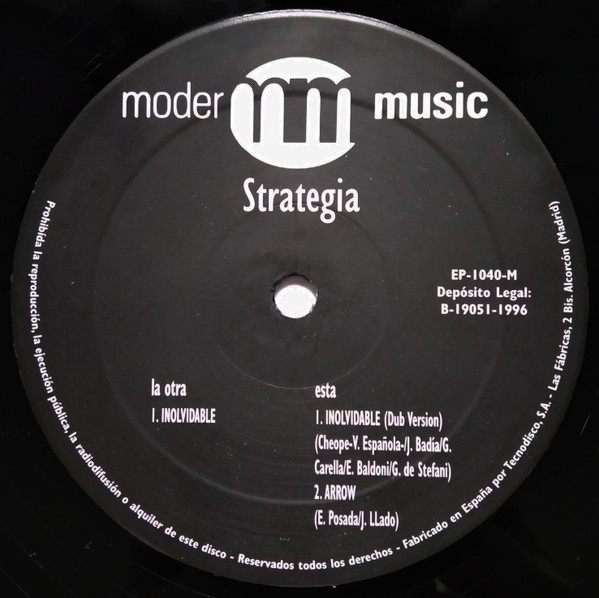 moder nm music
Strategia
EP-1040-M
Depósito Legal:
B-19051-1996
la otra
1. INOLVIDABLE
esta
1. INOLVIDABLE (Dub Version)
(Cheope-V. Española-/J. Badía/G.
Carella/E. Baldoni/G. de Stefani)
2. ARROW
(E. Posada/J. LLado)
Prohibida la reproducción, la ejecución pública, la radiodifusión o alquiler de este disco - Reservados todos los derechos - Fabricado en España por Tecnodisco, S.A. - Las Fábricas, 2 Bis. Alcorcón (Madrid)